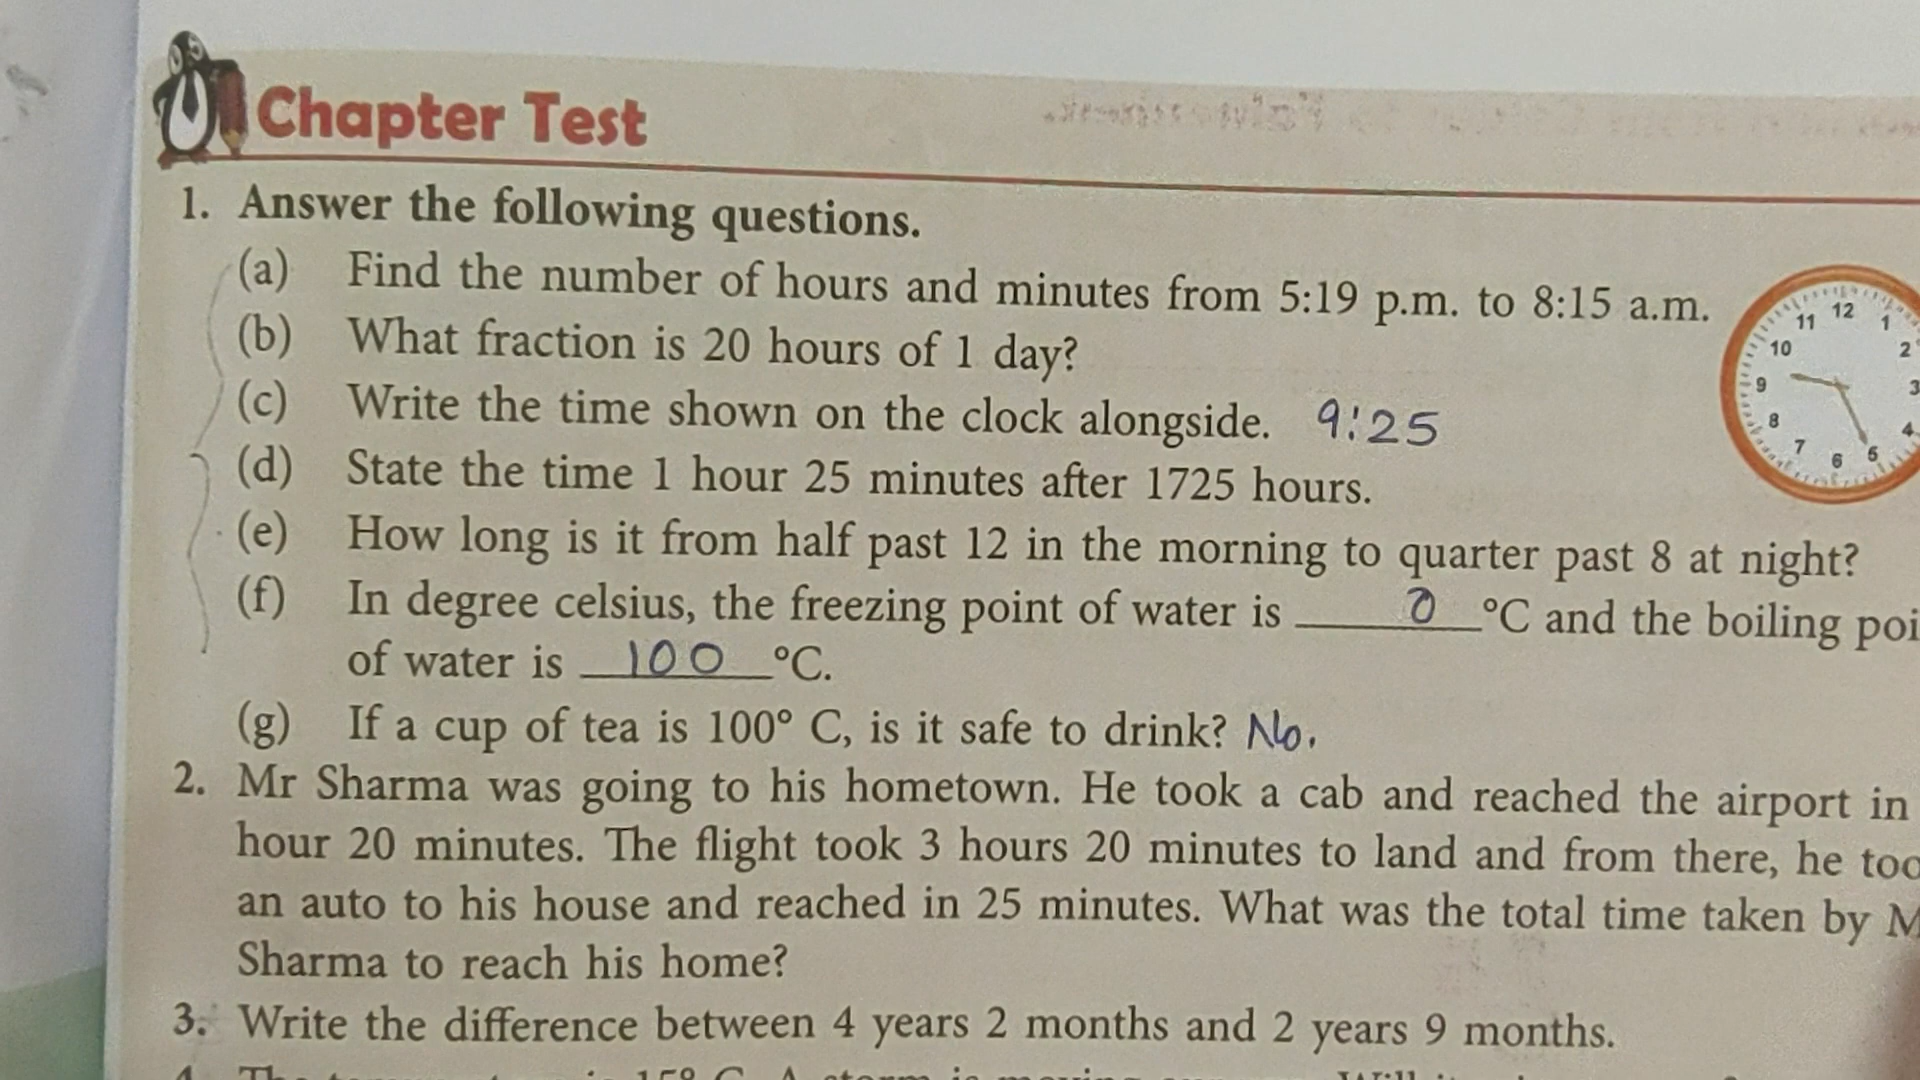 Chapter Test
1. Answer the following questions.
(a) Find the number of hours and minutes from 5:19 p.m. to 8:15 a.m.
(b) What fraction is 20 hours of 1 day?
(c) Write the time shown on the clock alongside. 9:25
(d) State the time 1 hour 25 minutes after 1725 hours.
(e) How long is it from half past 12 in the morning to quarter past 8 at night?
(f) In degree celsius, the freezing point of water is 0 °C and the boiling poi
of water is 100 °C.
(g) If a cup of tea is 100° C, is it safe to drink? No.
2. Mr Sharma was going to his hometown. He took a cab and reached the airport in
hour 20 minutes. The flight took 3 hours 20 minutes to land and from there, he too
an auto to his house and reached in 25 minutes. What was the total time taken by M
Sharma to reach his home?
3. Write the difference between 4 years 2 months and 2 years 9 months.
12
11 1
10 2
9 3
8 4
7 6 5